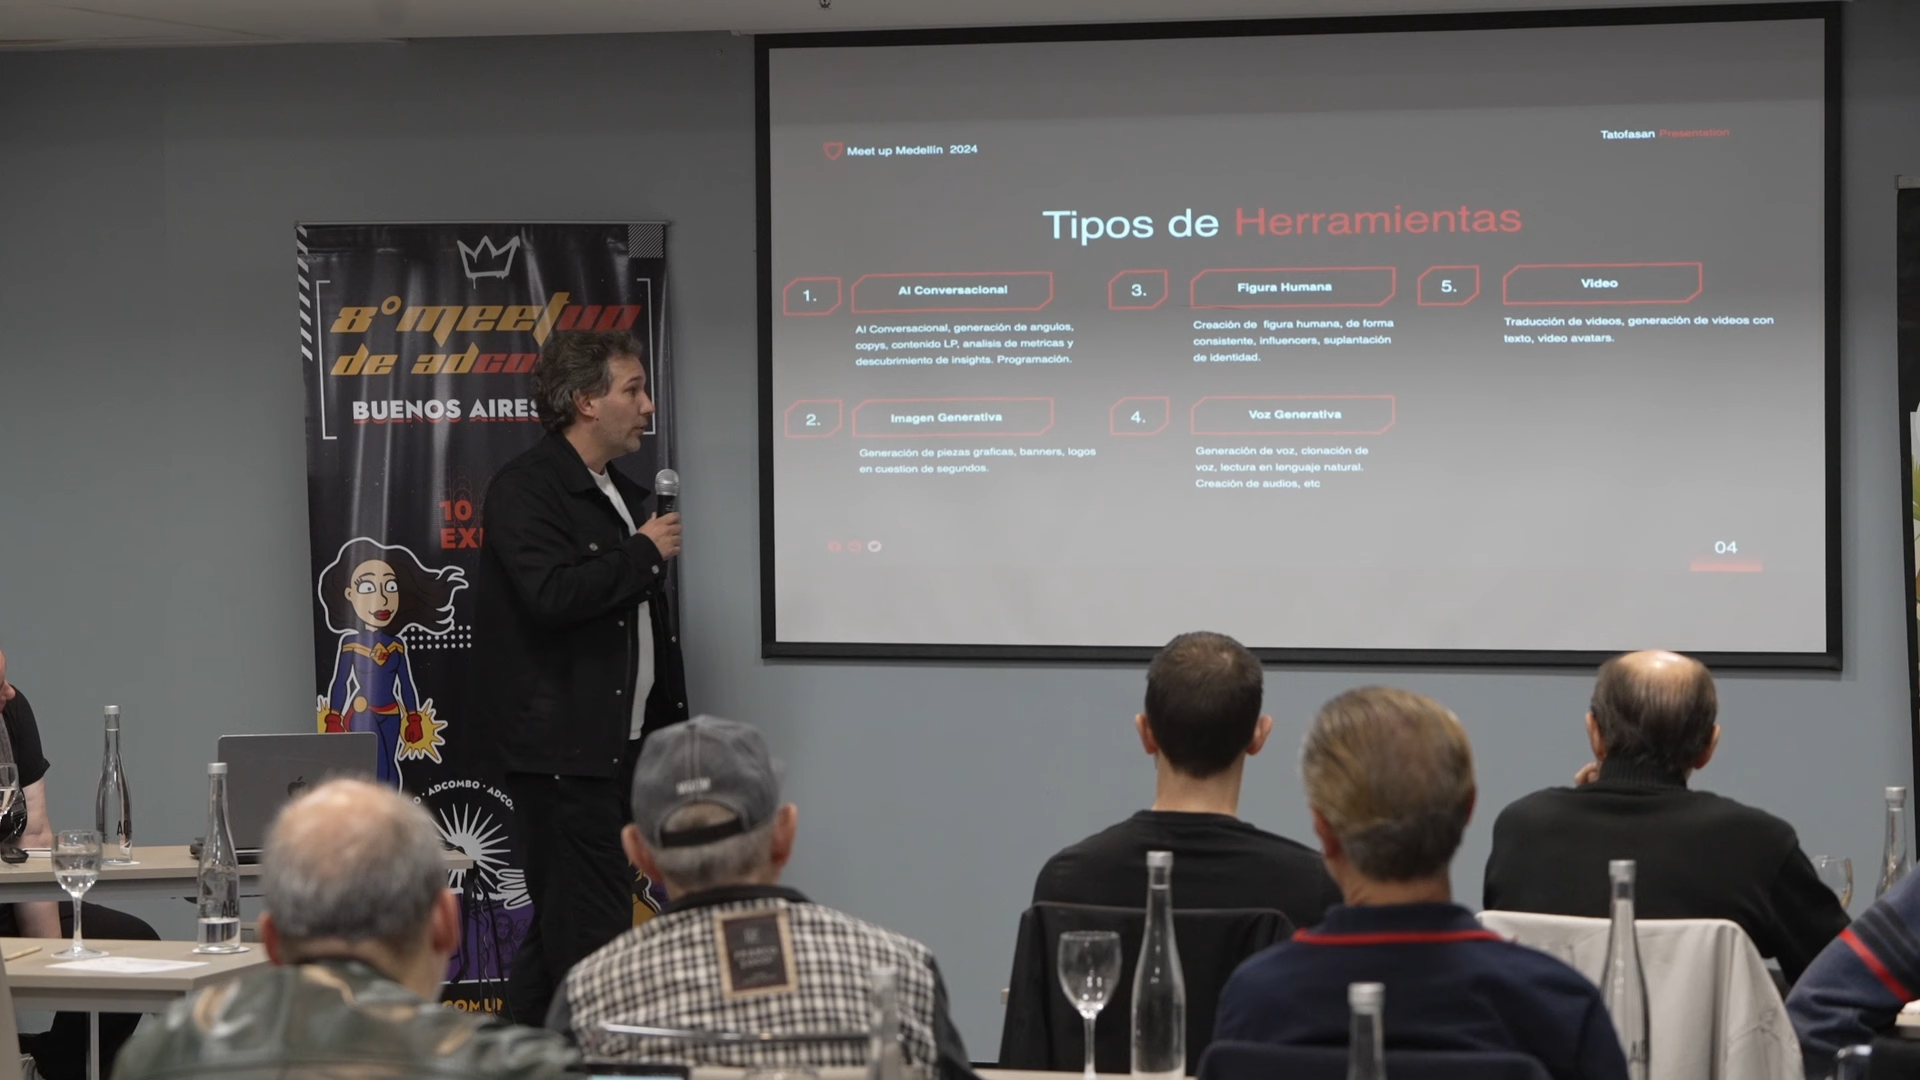 Meet up Medellín 2024
Tatofasan Presentation
Tipos de Herramientas
1.
AI Conversacional
AI Conversacional, generación de angulos,
copys, contenido LP, analisis de metricas y
descubrimiento de insights. Programación.
2.
Imagen Generativa
Generación de piezas graficas, banners, logos
en cuestion de segundos.
3.
Figura Humana
Creación de figura humana, de forma
consistente, influencers, suplantación
de identidad.
4.
Voz Generativa
Generación de voz, clonación de
voz, lectura en lenguaje natural.
Creación de audios, etc
5.
Video
Traducción de videos, generación de videos con
texto, video avatars.
04
8° meetup
de adco
BUENOS AIRES
10
EX
ADCOMBO · ADCO